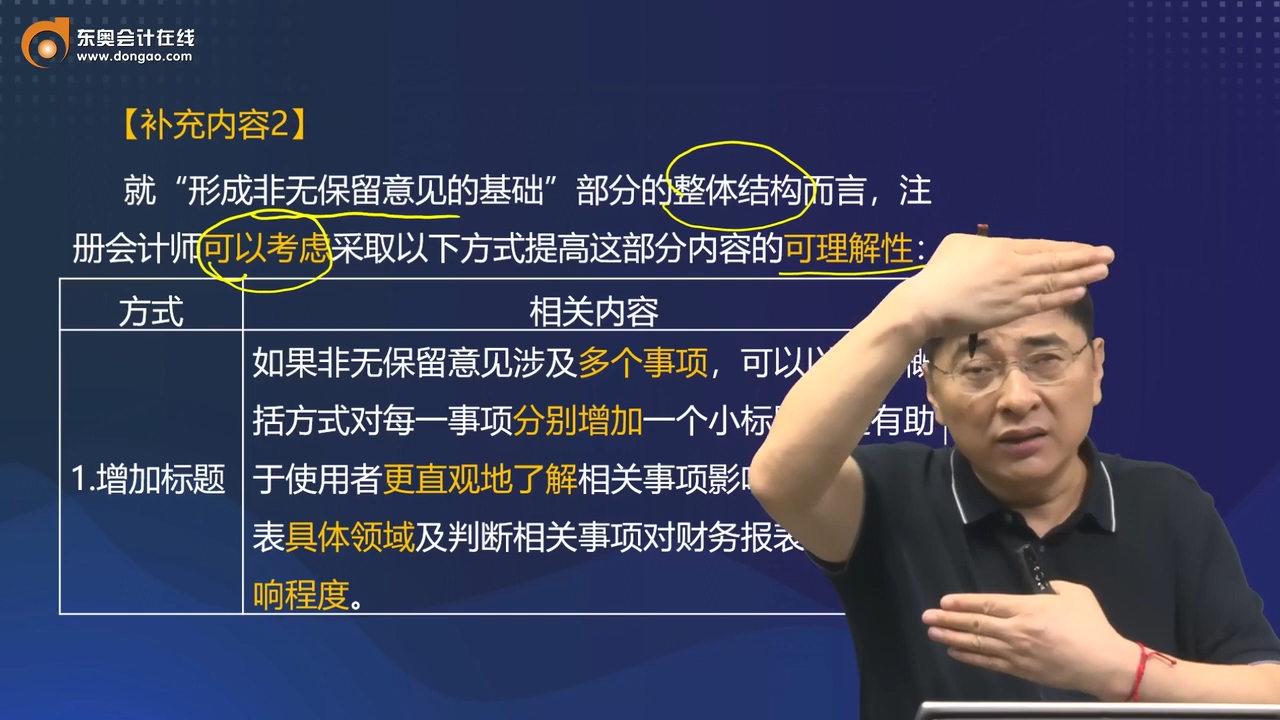 东奥会计在线
www.dongao.com
【补充内容2】
就“形成非无保留意见的基础”部分的整体结构而言，注
册会计师可以考虑采取以下方式提高这部分内容的可理解性：
方式
相关内容
1.增加标题
如果非无保留意见涉及多个事项，可以
括方式对每一事项分别增加一个小标 有助
于使用者更直观地了解相关事项影
表具体领域及判断相关事项对财务报表
响程度。